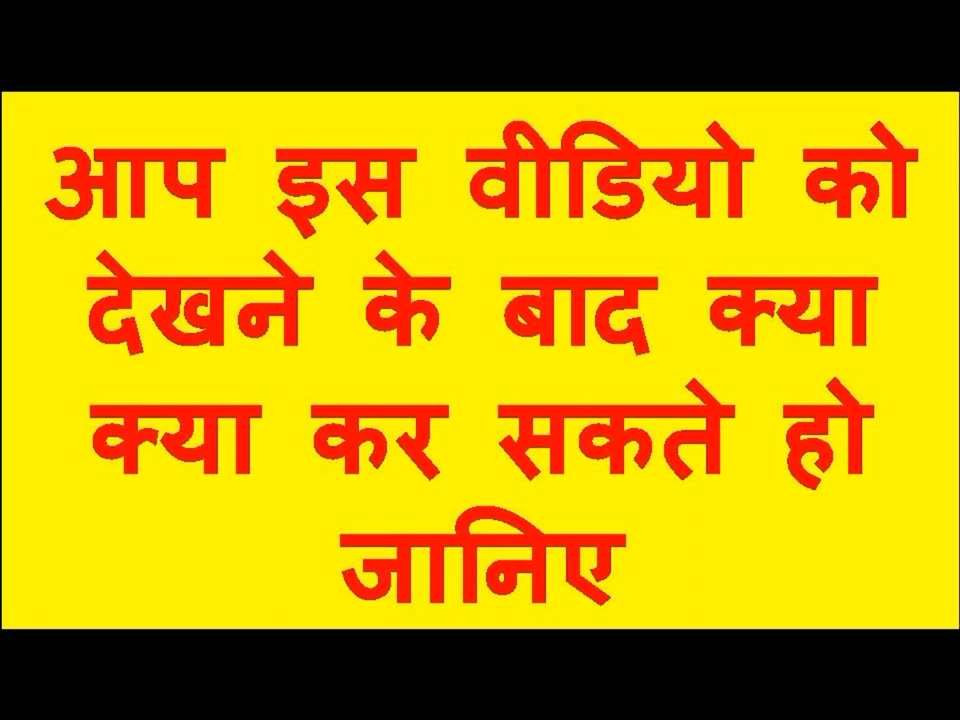 आप इस वीडियो को
देखने के बाद क्या
क्या कर सकते हो
जानिए